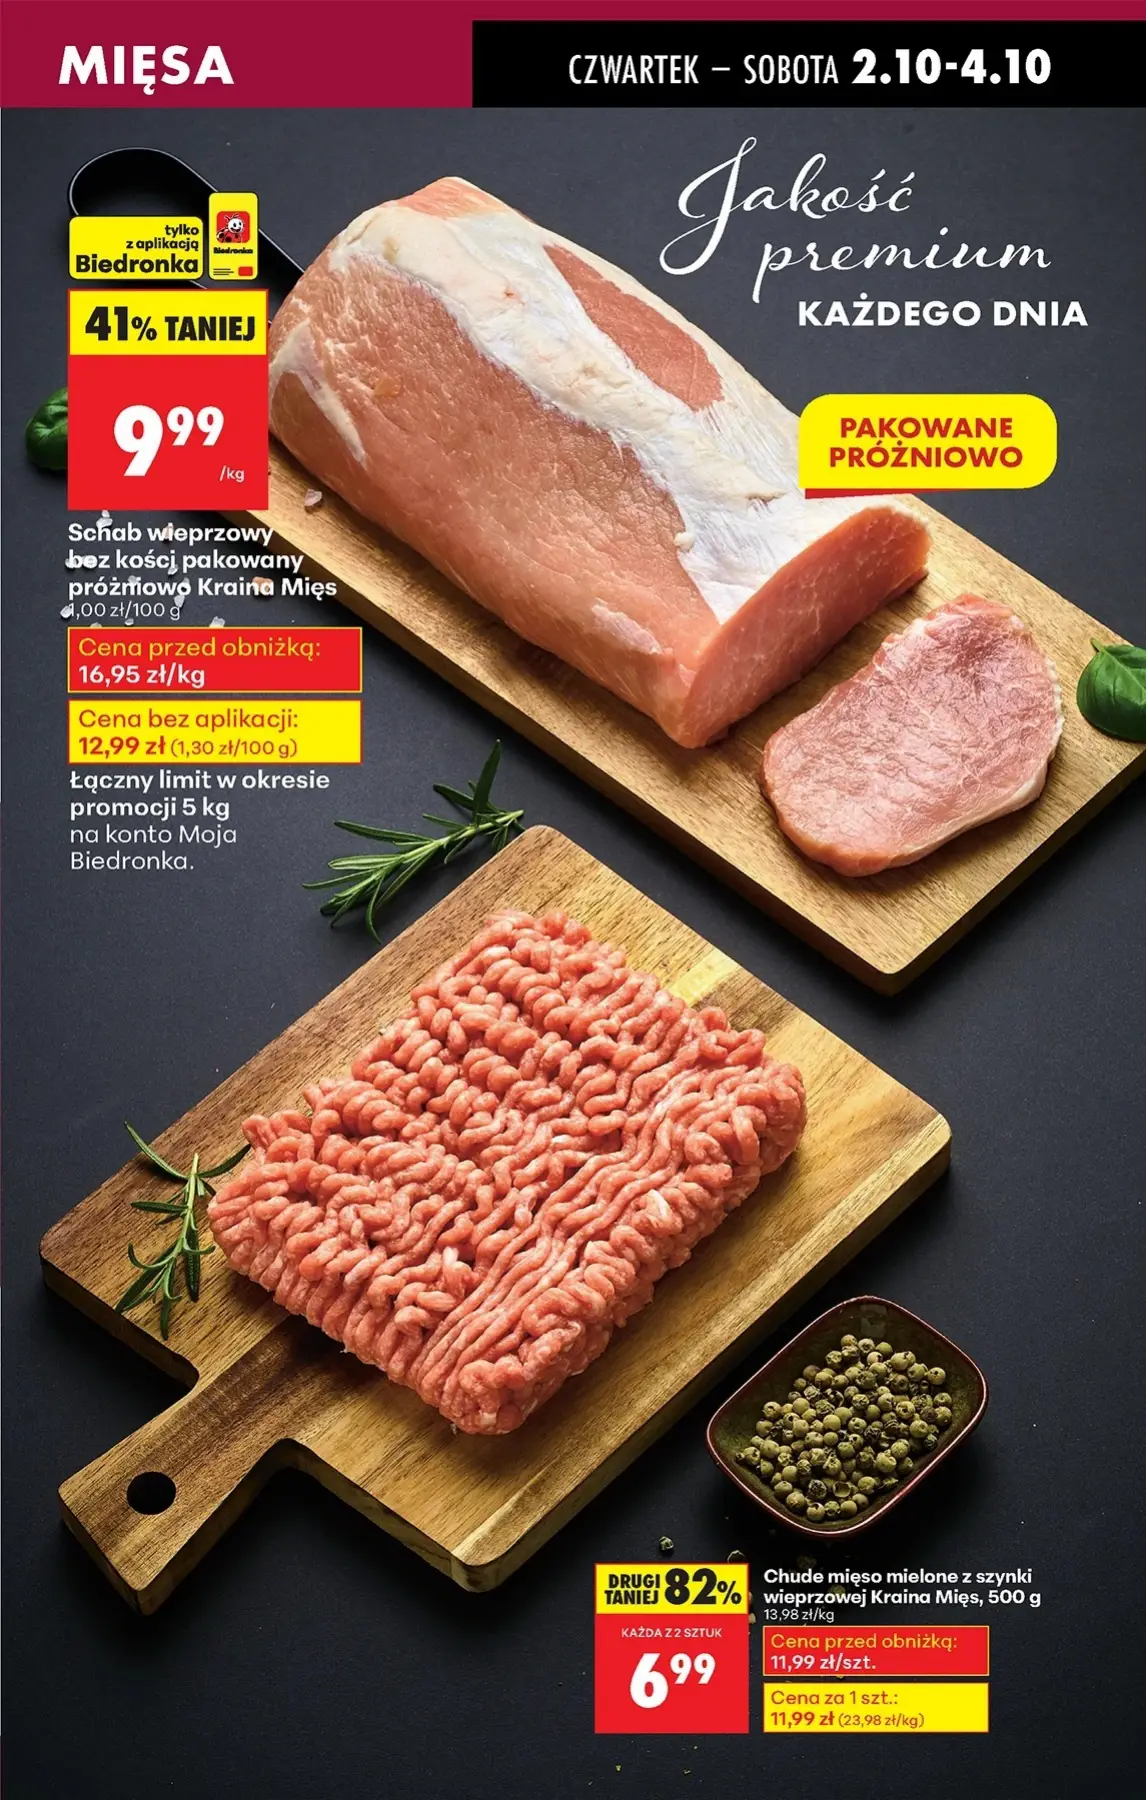 MIĘSA
CZWARTEK – SOBOTA 2.10-4.10
Jakość
premium
KAŻDEGO DNIA
tylko
z aplikacją
Biedronka
Biedronka
41% TANIEJ
9 99
/kg
PAKOWANE
PRÓŻNIOWO
Schab wieprzowy
bez kości pakowany
próżniowo Kraina Mięs
1,00 zł/100 g
Cena przed obniżką:
16,95 zł/kg
Cena bez aplikacji:
12,99 zł (1,30 zł/100 g)
Łączny limit w okresie
promocji 5 kg
na konto Moja
Biedronka.
DRUGI
TANIEJ 82%
KAŻDA Z 2 SZTUK
6 99
Chude mięso mielone z szynki
wieprzowej Kraina Mięs, 500 g
13,98 zł/kg
Cena przed obniżką:
11,99 zł/szt.
Cena za 1 szt.:
11,99 zł (23,98 zł/kg)